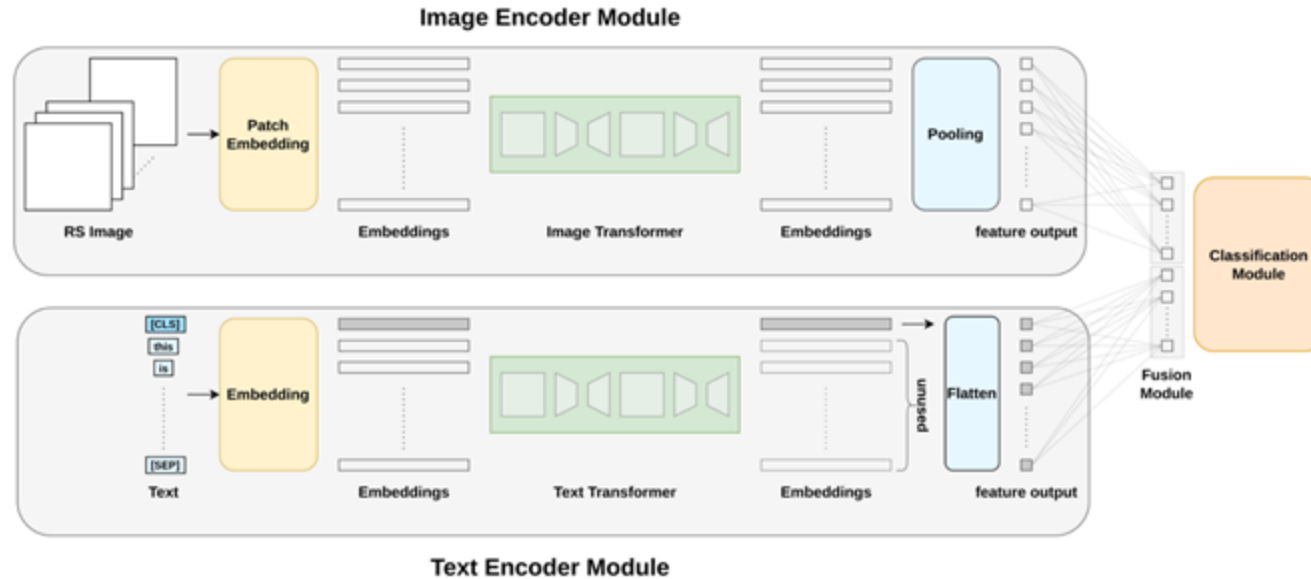 Image Encoder Module
Patch
Embedding
Pooling
RS Image
Embeddings
Image Transformer
Embeddings
feature output
Classification
Module
[CLS]
this
is
Embedding
unused
Flatten
[SEP]
Text
Embeddings
Text Transformer
Embeddings
feature output
Fusion
Module
Text Encoder Module